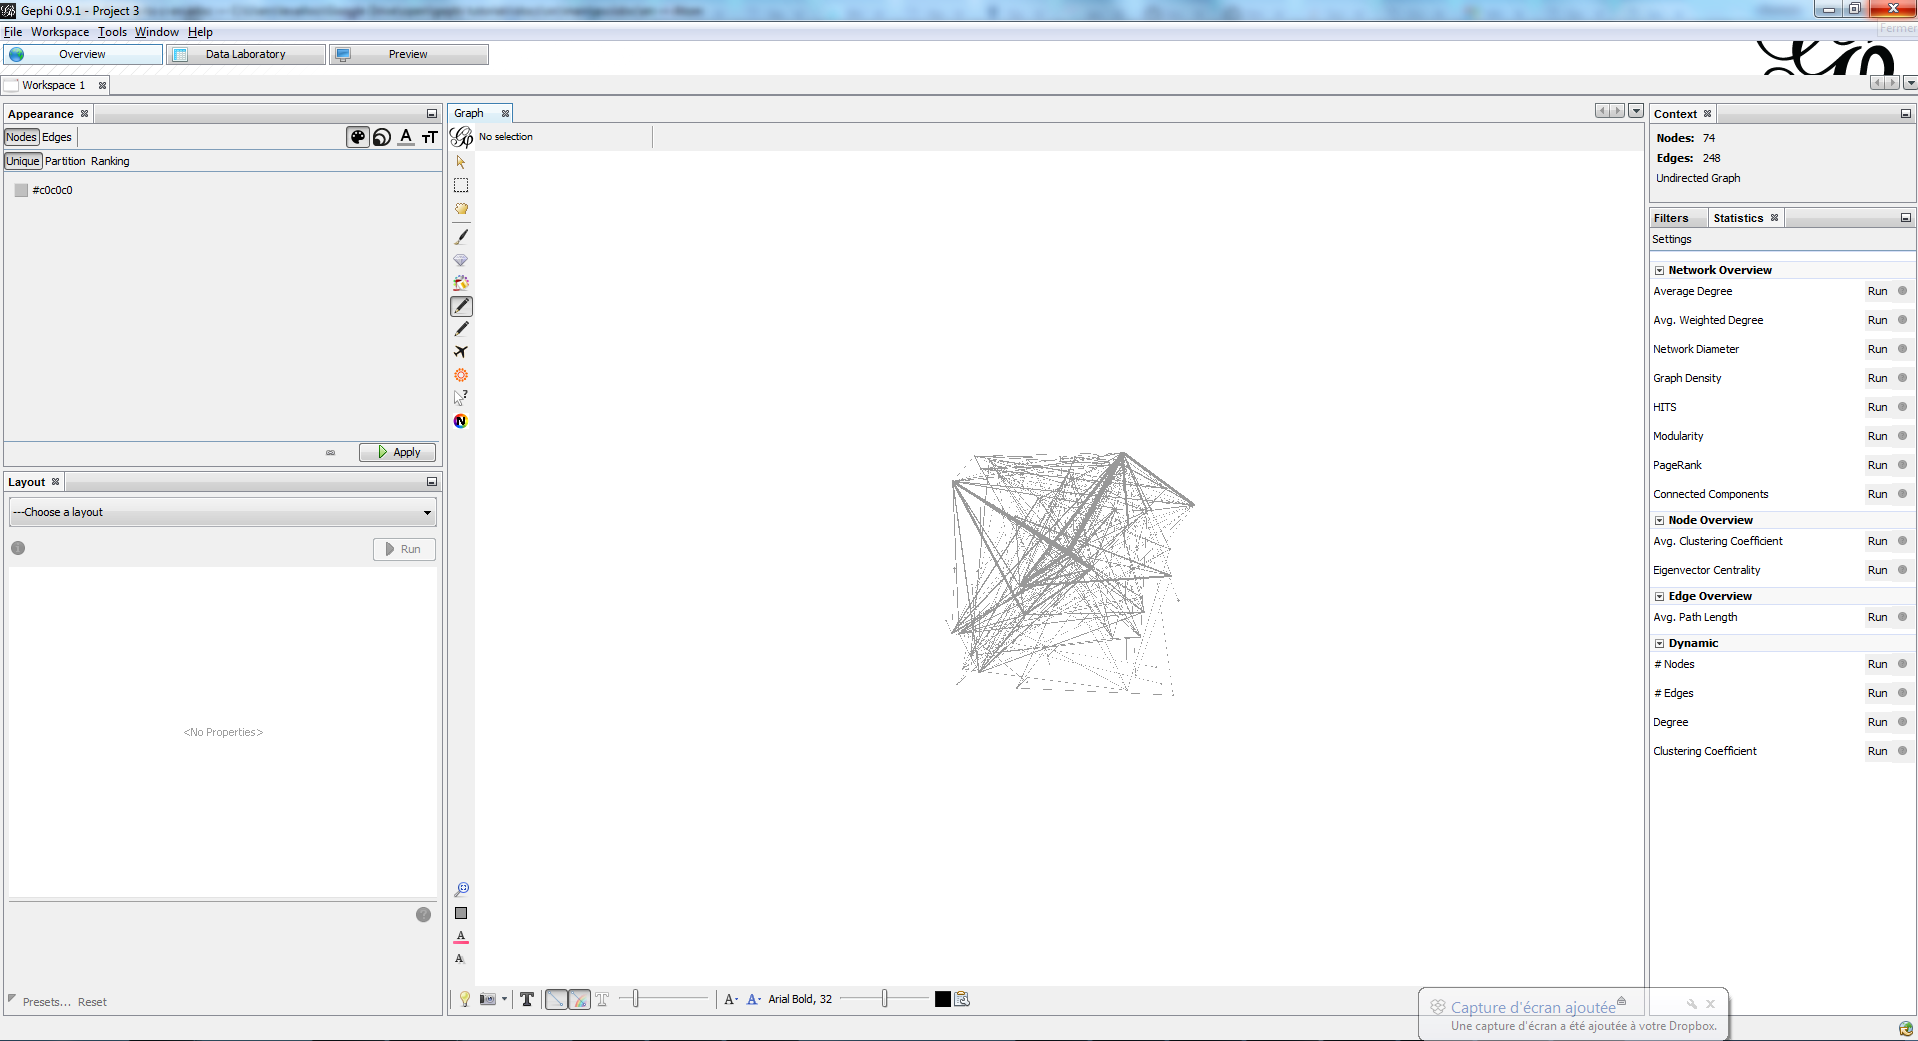 Gephi 0.9.1 - Project 3
File Workspace Tools Window Help
Fermer
Overview Data Laboratory Preview
Workspace 1
Appearance
Nodes Edges
Unique Partition Ranking
#c0c0c0
Apply
Layout
---Choose a layout
Run
<No Properties>
Presets... Reset
Graph
No selection
Arial Bold, 32
Context
Nodes: 74
Edges: 248
Undirected Graph
Filters Statistics
Settings
Network Overview
Average Degree Run
Avg. Weighted Degree Run
Network Diameter Run
Graph Density Run
HITS Run
Modularity Run
PageRank Run
Connected Components Run
Node Overview
Avg. Clustering Coefficient Run
Eigenvector Centrality Run
Edge Overview
Avg. Path Length Run
Dynamic
# Nodes Run
# Edges Run
Degree Run
Clustering Coefficient Run
Capture d'écran ajoutée
Une capture d'écran a été ajoutée à votre Dropbox.